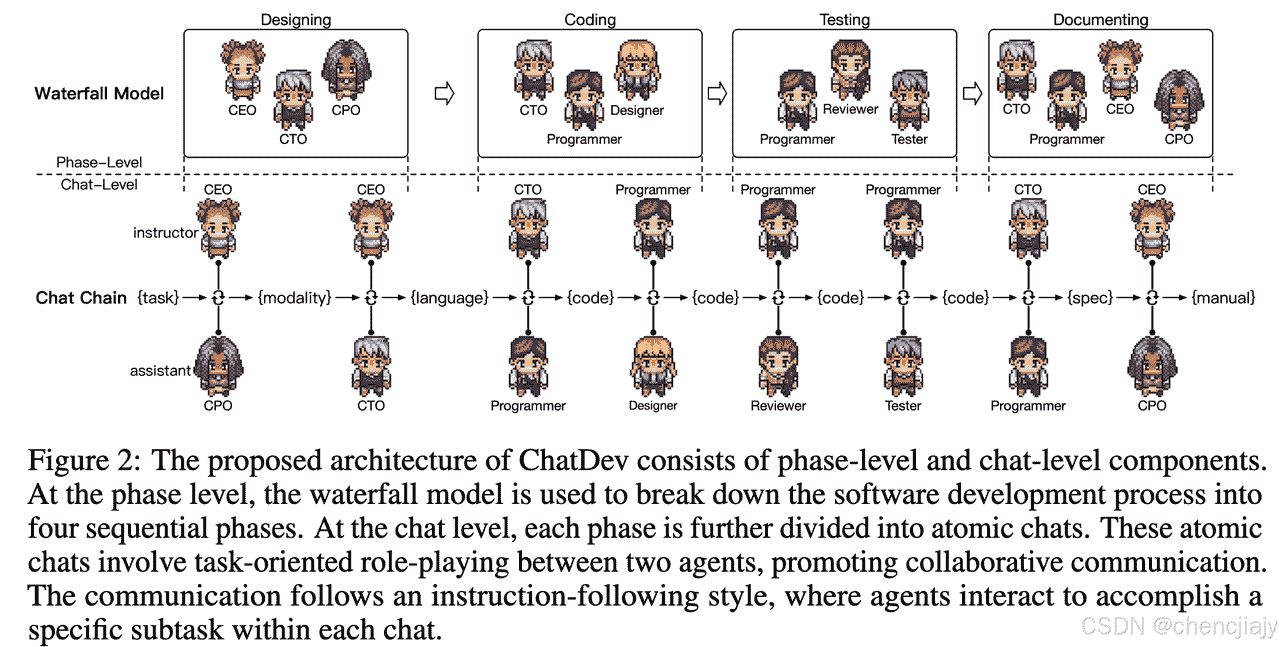 Designing
Coding
Testing
Documenting
Waterfall Model
CEO
CPO
CTO
CTO
Designer
Programmer
Reviewer
Programmer
Tester
CTO
CEO
Programmer
CPO
Phase-Level
Chat-Level
CEO
CEO
CTO
Programmer
Programmer
Programmer
CTO
CEO
instructor
Chat Chain {task} {modality} {language} {code} {code} {code} {code} {spec} {manual}
assistant
CPO
CTO
Programmer
Designer
Reviewer
Tester
Programmer
CPO
Figure 2: The proposed architecture of ChatDev consists of phase-level and chat-level components.
At the phase level, the waterfall model is used to break down the software development process into
four sequential phases. At the chat level, each phase is further divided into atomic chats. These atomic
chats involve task-oriented role-playing between two agents, promoting collaborative communication.
The communication follows an instruction-following style, where agents interact to accomplish a
specific subtask within each chat.
CSDN @chencjiajy